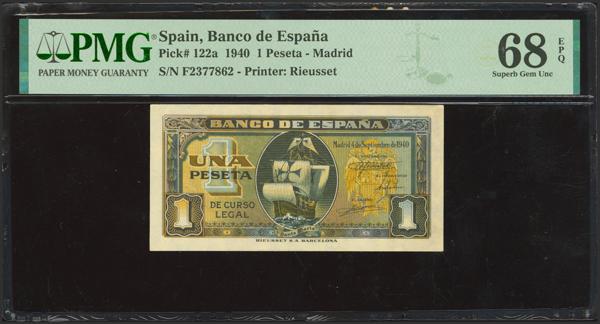 PMG
PAPER MONEY GUARANTY
Spain, Banco de España
Pick# 122a 1940 1 Peseta - Madrid
S/N F2377862 - Printer: Rieusset
68 EPQ
Superb Gem Unc
BANCO DE ESPAÑA
Madrid 4 de Septiembre de 1940
1
UNA
PESETA
DE CURSO
LEGAL
1
1
RIEUSSET S.A. BARCELONA